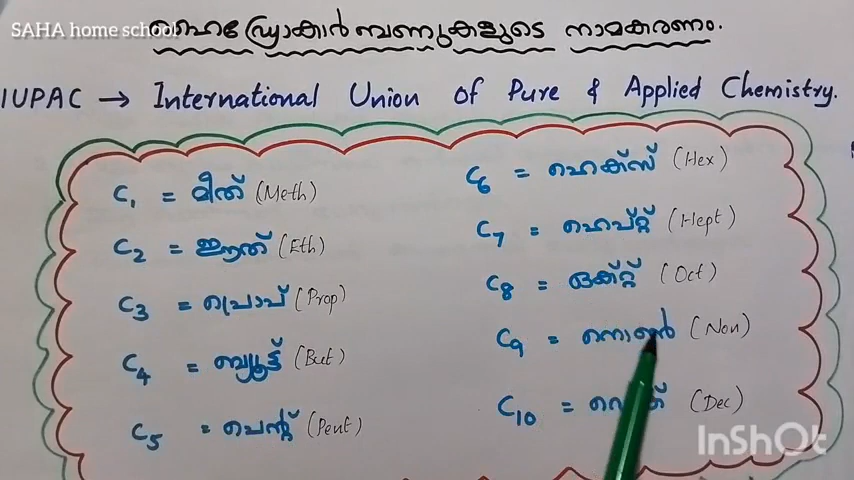 SAHA home school
ഹൈഡ്രോകാർബണുകളുടെ നാമകരണം.
IUPAC → International Union of Pure & Applied Chemistry.
C₁ = മീത് (Meth)
C₂ = ഈത് (Eth)
C₃ = പ്രൊപ് (Prop)
C₄ = ബ്യൂട്ട് (But)
C₅ = പെന്റ് (Pent)
C₆ = ഹെക്സ് (Hex)
C₇ = ഹെപ്റ്റ് (Hept)
C₈ = ഒക്റ്റ് (Oct)
C₉ = (Non)
C₁₀ = (Dec)
InShOt